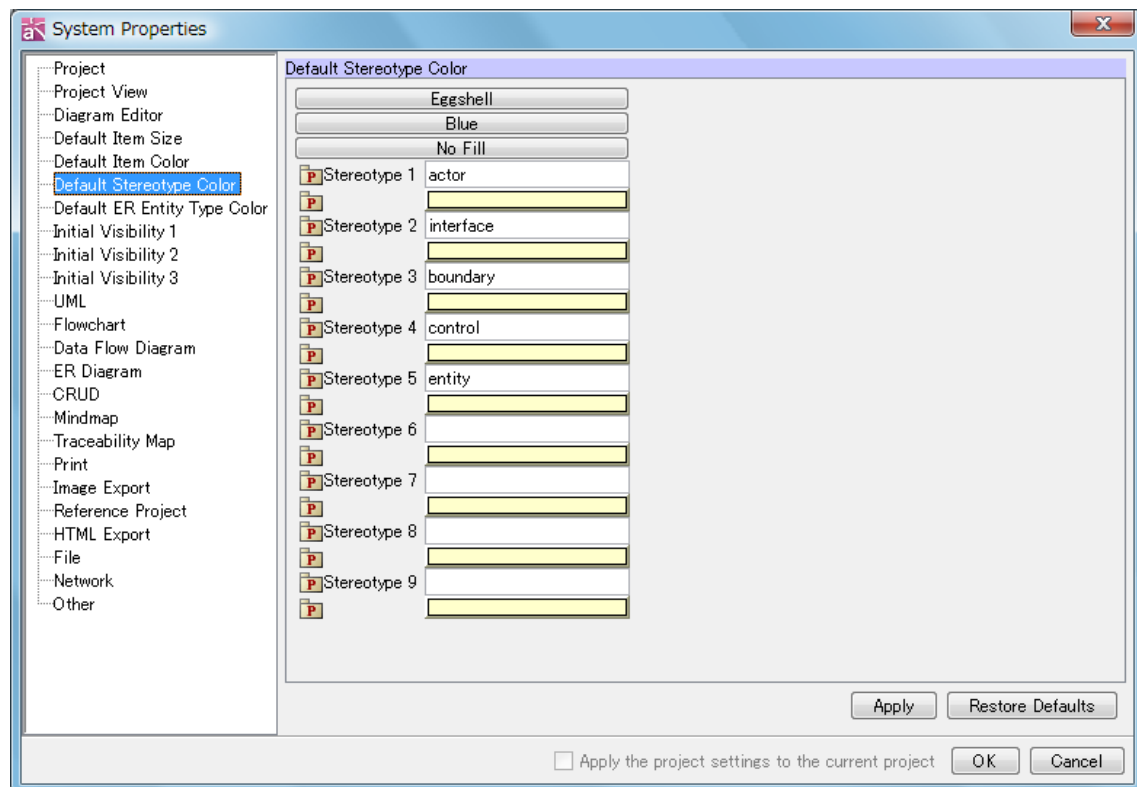 System Properties
Project
Project View
Diagram Editor
Default Item Size
Default Item Color
Default Stereotype Color
Default ER Entity Type Color
Initial Visibility 1
Initial Visibility 2
Initial Visibility 3
UML
Flowchart
Data Flow Diagram
ER Diagram
CRUD
Mindmap
Traceability Map
Print
Image Export
Reference Project
HTML Export
File
Network
Other
Default Stereotype Color
Eggshell
Blue
No Fill
P Stereotype 1 actor
P
P Stereotype 2 interface
P
P Stereotype 3 boundary
P
P Stereotype 4 control
P
P Stereotype 5 entity
P
P Stereotype 6
P
P Stereotype 7
P
P Stereotype 8
P
P Stereotype 9
P
Apply Restore Defaults
Apply the project settings to the current project OK Cancel